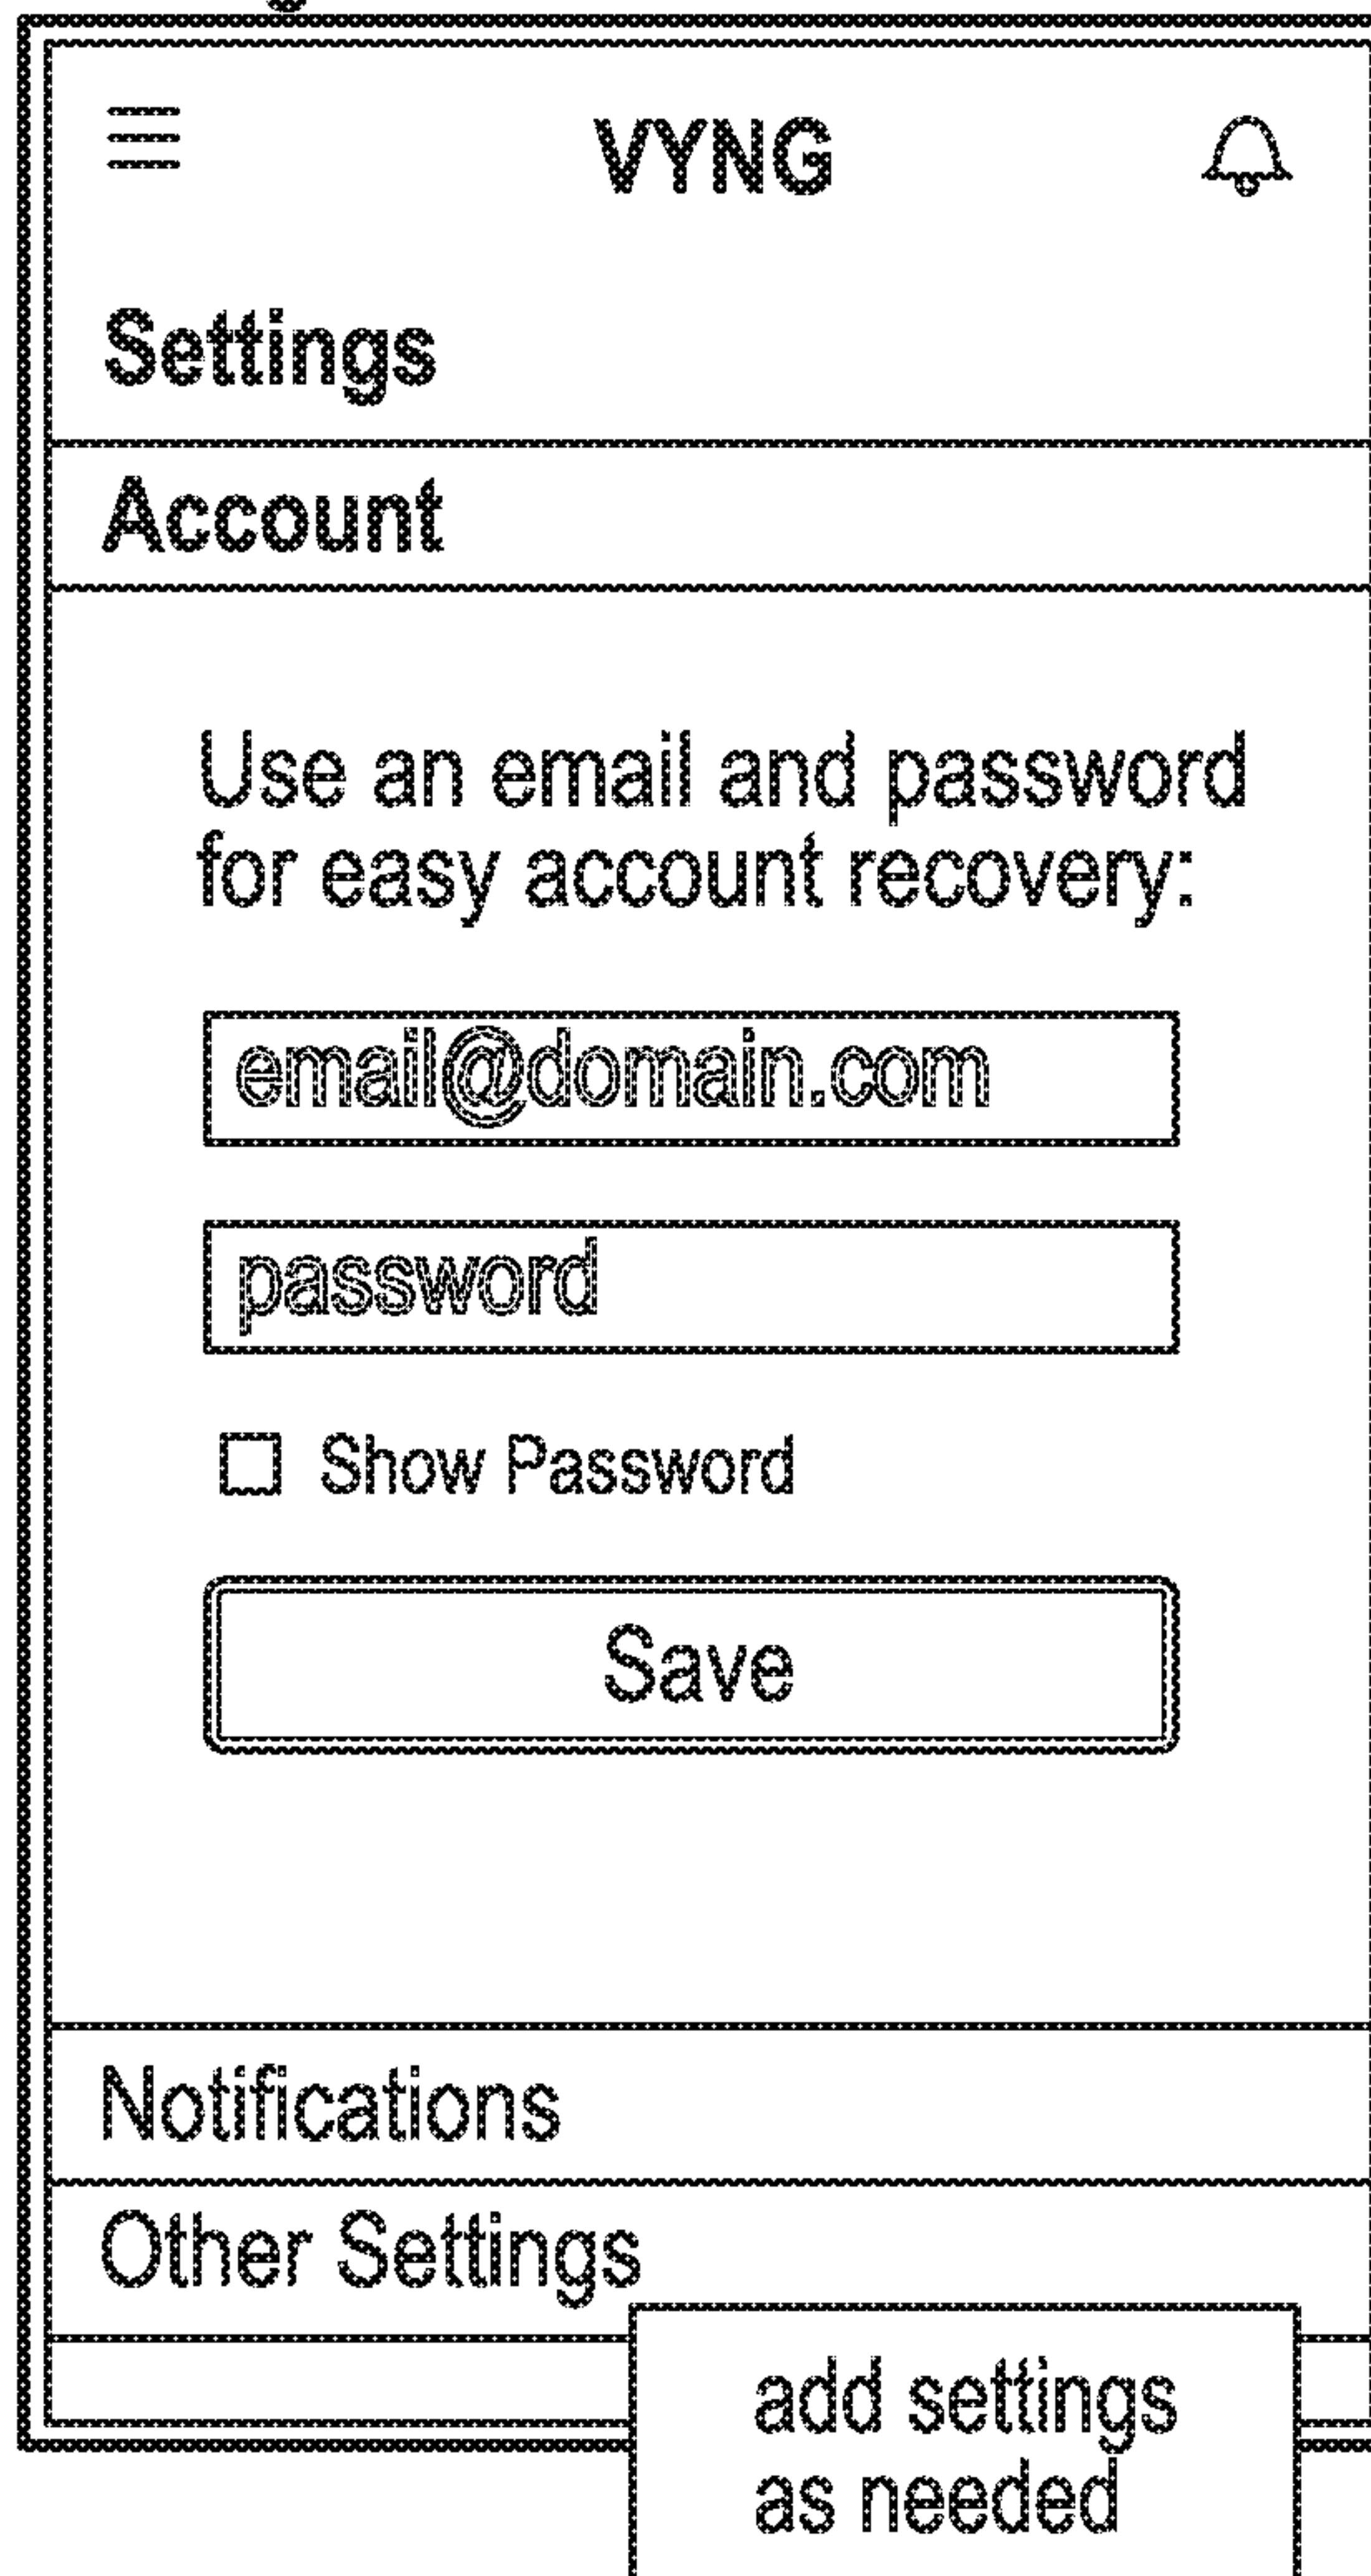 VYNG
Settings
Account
Use an email and password
for easy account recovery:
email@domain.com
password
Show Password
Save
Notifications
Other Settings
add settings
as needed